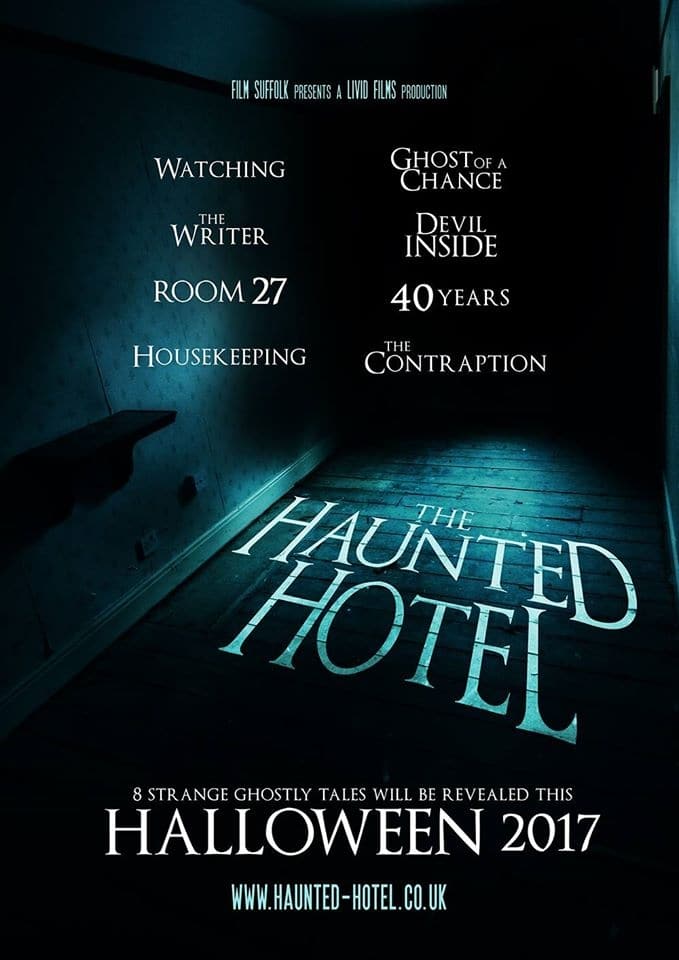 FILM SUFFOLK PRESENTS A LIVID FILMS PRODUCTION
WATCHING
THE
WRITER
ROOM 27
HOUSEKEEPING
GHOST OF A
CHANCE
DEVIL
INSIDE
40 YEARS
THE
CONTRAPTION
THE
HAUNTED
HOTEL
8 STRANGE GHOSTLY TALES WILL BE REVEALED THIS
HALLOWEEN 2017
WWW.HAUNTED-HOTEL.CO.UK